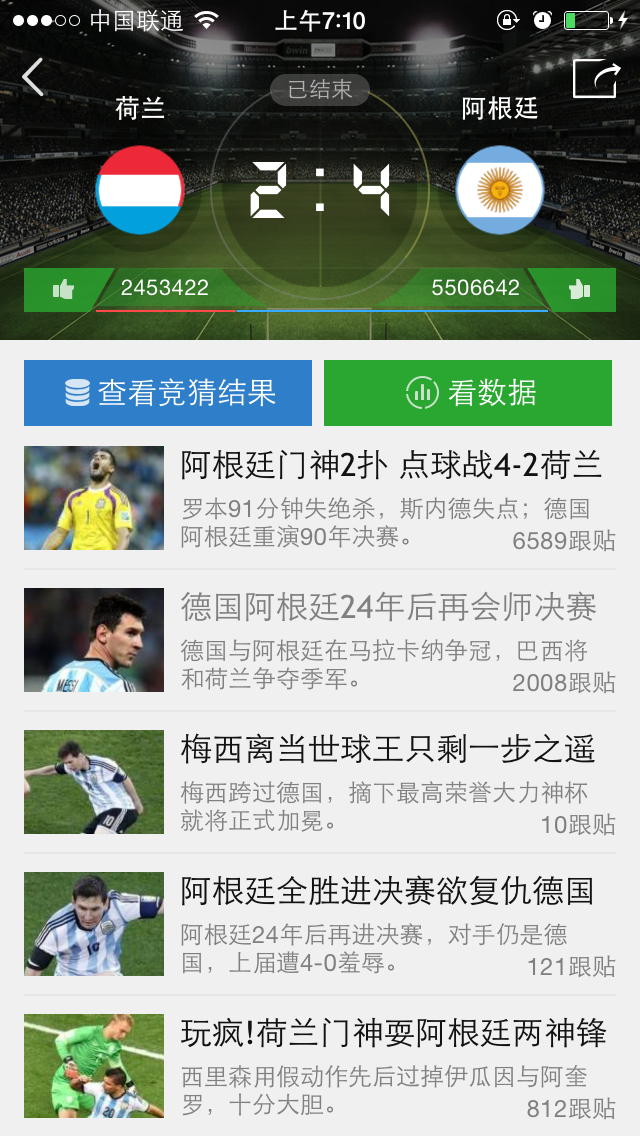 中国联通 上午7:10
已结束
荷兰 阿根廷
2:4
2453422 5506642
查看竞猜结果 看数据
阿根廷门神2扑 点球战4-2荷兰
罗本91分钟失绝杀，斯内德失点；德国
阿根廷重演90年决赛。
6589跟贴
德国阿根廷24年后再会师决赛
德国与阿根廷在马拉卡纳争冠，巴西将
和荷兰争夺季军。
2008跟贴
MESSI
梅西离当世球王只剩一步之遥
梅西跨过德国，摘下最高荣誉大力神杯
就将正式加冕。
10跟贴
10
阿根廷全胜进决赛欲复仇德国
阿根廷24年后再进决赛，对手仍是德
国，上届遭4-0羞辱。
121跟贴
玩疯!荷兰门神耍阿根廷两神锋
西里森用假动作先后过掉伊瓜因与阿奎
罗，十分大胆。
812跟贴
20